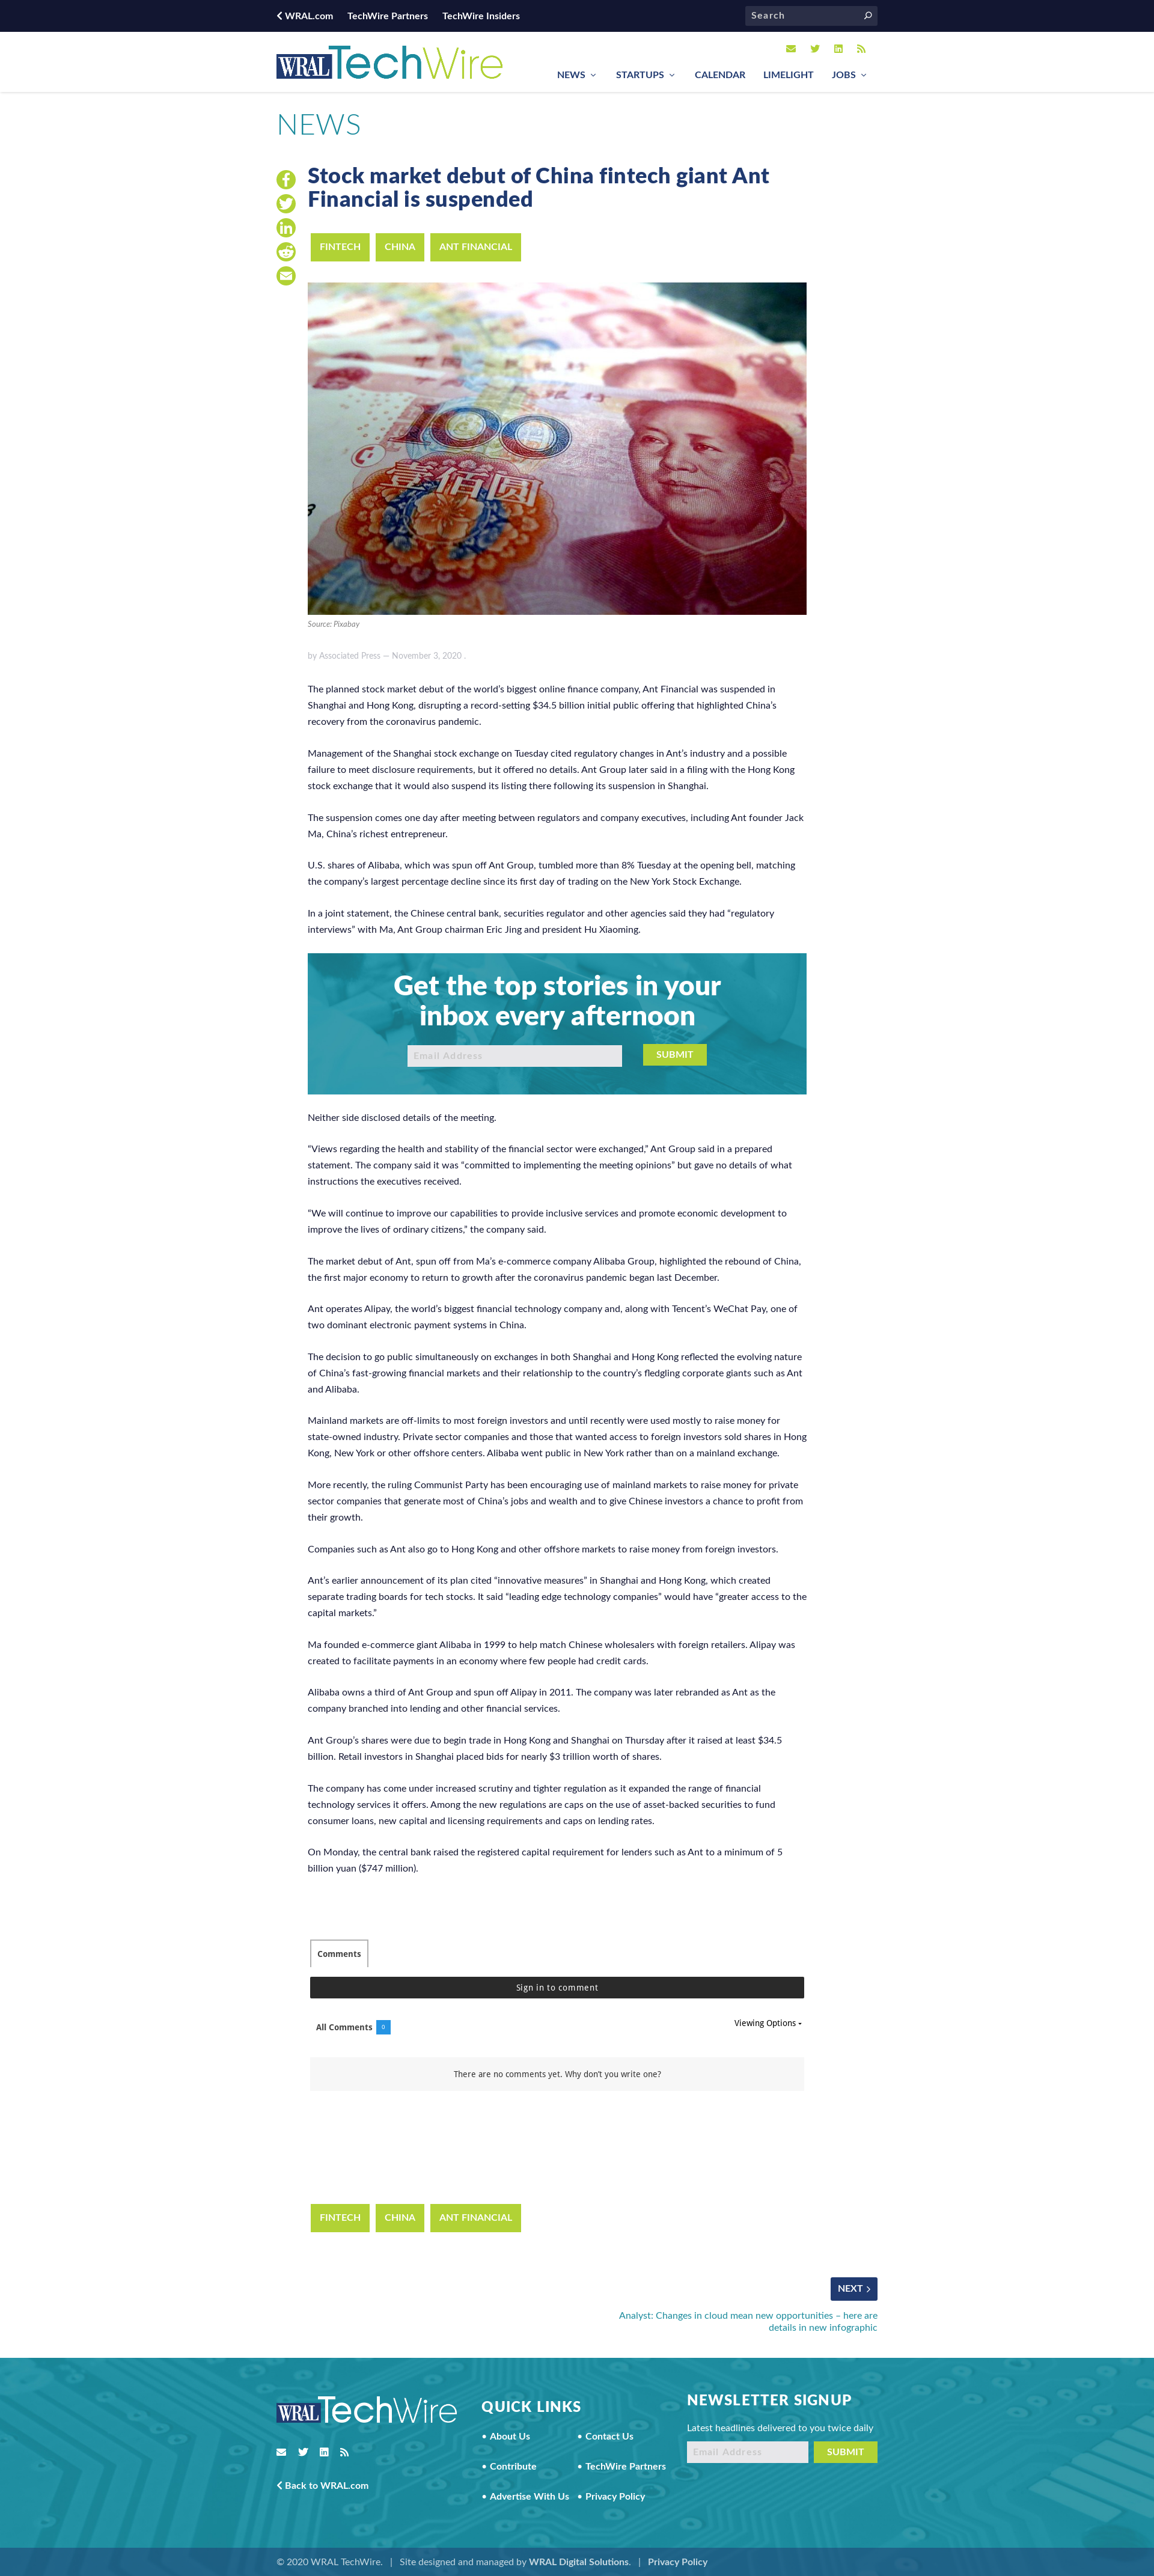 WRAL.com TechWire Partners TechWire Insiders Search
WRAL TechWire
NEWS STARTUPS CALENDAR LIMELIGHT JOBS
NEWS
Stock market debut of China fintech giant Ant
Financial is suspended
FINTECH CHINA ANT FINANCIAL
壹佰圆
Source: Pixabay
by Associated Press — November 3, 2020 .
The planned stock market debut of the world’s biggest online finance company, Ant Financial was suspended in
Shanghai and Hong Kong, disrupting a record-setting $34.5 billion initial public offering that highlighted China’s
recovery from the coronavirus pandemic.
Management of the Shanghai stock exchange on Tuesday cited regulatory changes in Ant’s industry and a possible
failure to meet disclosure requirements, but it offered no details. Ant Group later said in a filing with the Hong Kong
stock exchange that it would also suspend its listing there following its suspension in Shanghai.
The suspension comes one day after meeting between regulators and company executives, including Ant founder Jack
Ma, China’s richest entrepreneur.
U.S. shares of Alibaba, which was spun off Ant Group, tumbled more than 8% Tuesday at the opening bell, matching
the company’s largest percentage decline since its first day of trading on the New York Stock Exchange.
In a joint statement, the Chinese central bank, securities regulator and other agencies said they had “regulatory
interviews” with Ma, Ant Group chairman Eric Jing and president Hu Xiaoming.
Get the top stories in your
inbox every afternoon
Email Address SUBMIT
Neither side disclosed details of the meeting.
“Views regarding the health and stability of the financial sector were exchanged,” Ant Group said in a prepared
statement. The company said it was “committed to implementing the meeting opinions” but gave no details of what
instructions the executives received.
“We will continue to improve our capabilities to provide inclusive services and promote economic development to
improve the lives of ordinary citizens,” the company said.
The market debut of Ant, spun off from Ma’s e-commerce company Alibaba Group, highlighted the rebound of China,
the first major economy to return to growth after the coronavirus pandemic began last December.
Ant operates Alipay, the world’s biggest financial technology company and, along with Tencent’s WeChat Pay, one of
two dominant electronic payment systems in China.
The decision to go public simultaneously on exchanges in both Shanghai and Hong Kong reflected the evolving nature
of China’s fast-growing financial markets and their relationship to the country’s fledgling corporate giants such as Ant
and Alibaba.
Mainland markets are off-limits to most foreign investors and until recently were used mostly to raise money for
state-owned industry. Private sector companies and those that wanted access to foreign investors sold shares in Hong
Kong, New York or other offshore centers. Alibaba went public in New York rather than on a mainland exchange.
More recently, the ruling Communist Party has been encouraging use of mainland markets to raise money for private
sector companies that generate most of China’s jobs and wealth and to give Chinese investors a chance to profit from
their growth.
Companies such as Ant also go to Hong Kong and other offshore markets to raise money from foreign investors.
Ant’s earlier announcement of its plan cited “innovative measures” in Shanghai and Hong Kong, which created
separate trading boards for tech stocks. It said “leading edge technology companies” would have “greater access to the
capital markets.”
Ma founded e-commerce giant Alibaba in 1999 to help match Chinese wholesalers with foreign retailers. Alipay was
created to facilitate payments in an economy where few people had credit cards.
Alibaba owns a third of Ant Group and spun off Alipay in 2011. The company was later rebranded as Ant as the
company branched into lending and other financial services.
Ant Group’s shares were due to begin trade in Hong Kong and Shanghai on Thursday after it raised at least $34.5
billion. Retail investors in Shanghai placed bids for nearly $3 trillion worth of shares.
The company has come under increased scrutiny and tighter regulation as it expanded the range of financial
technology services it offers. Among the new regulations are caps on the use of asset-backed securities to fund
consumer loans, new capital and licensing requirements and caps on lending rates.
On Monday, the central bank raised the registered capital requirement for lenders such as Ant to a minimum of 5
billion yuan ($747 million).
Comments
Sign in to comment
All Comments 0 Viewing Options
There are no comments yet. Why don’t you write one?
FINTECH CHINA ANT FINANCIAL
NEXT
Analyst: Changes in cloud mean new opportunities – here are
details in new infographic
WRAL TechWire
Back to WRAL.com
QUICK LINKS
• About Us • Contact Us
• Contribute • TechWire Partners
• Advertise With Us • Privacy Policy
NEWSLETTER SIGNUP
Latest headlines delivered to you twice daily
Email Address SUBMIT
© 2020 WRAL TechWire. | Site designed and managed by WRAL Digital Solutions. | Privacy Policy